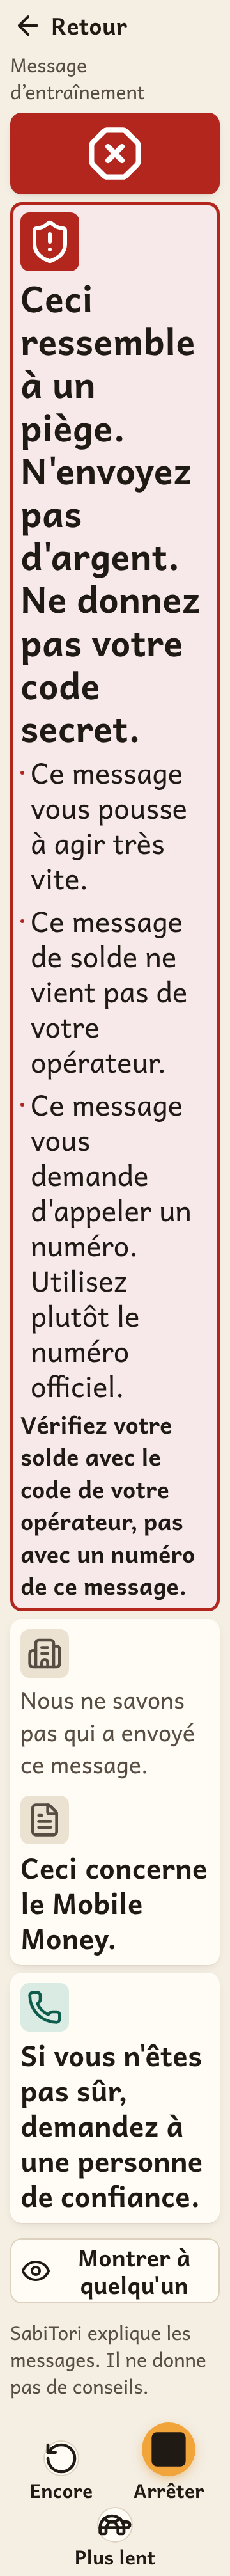 Retour
Message
d’entraînement
Ceci
ressemble
à un
piège.
N'envoyez
pas
d'argent.
Ne donnez
pas votre
code
secret.
· Ce message
vous pousse
à agir très
vite.
· Ce message
de solde ne
vient pas de
votre
opérateur.
· Ce message
vous
demande
d'appeler un
numéro.
Utilisez
plutôt le
numéro
officiel.
Vérifiez votre
solde avec le
code de votre
opérateur, pas
avec un numéro
de ce message.
Nous ne savons
pas qui a envoyé
ce message.
Ceci concerne
le Mobile
Money.
Si vous n'êtes
pas sûr,
demandez à
une personne
de confiance.
Montrer à
quelqu'un
SabiTori explique les
messages. Il ne donne
pas de conseils.
Encore
Arrêter
Plus lent